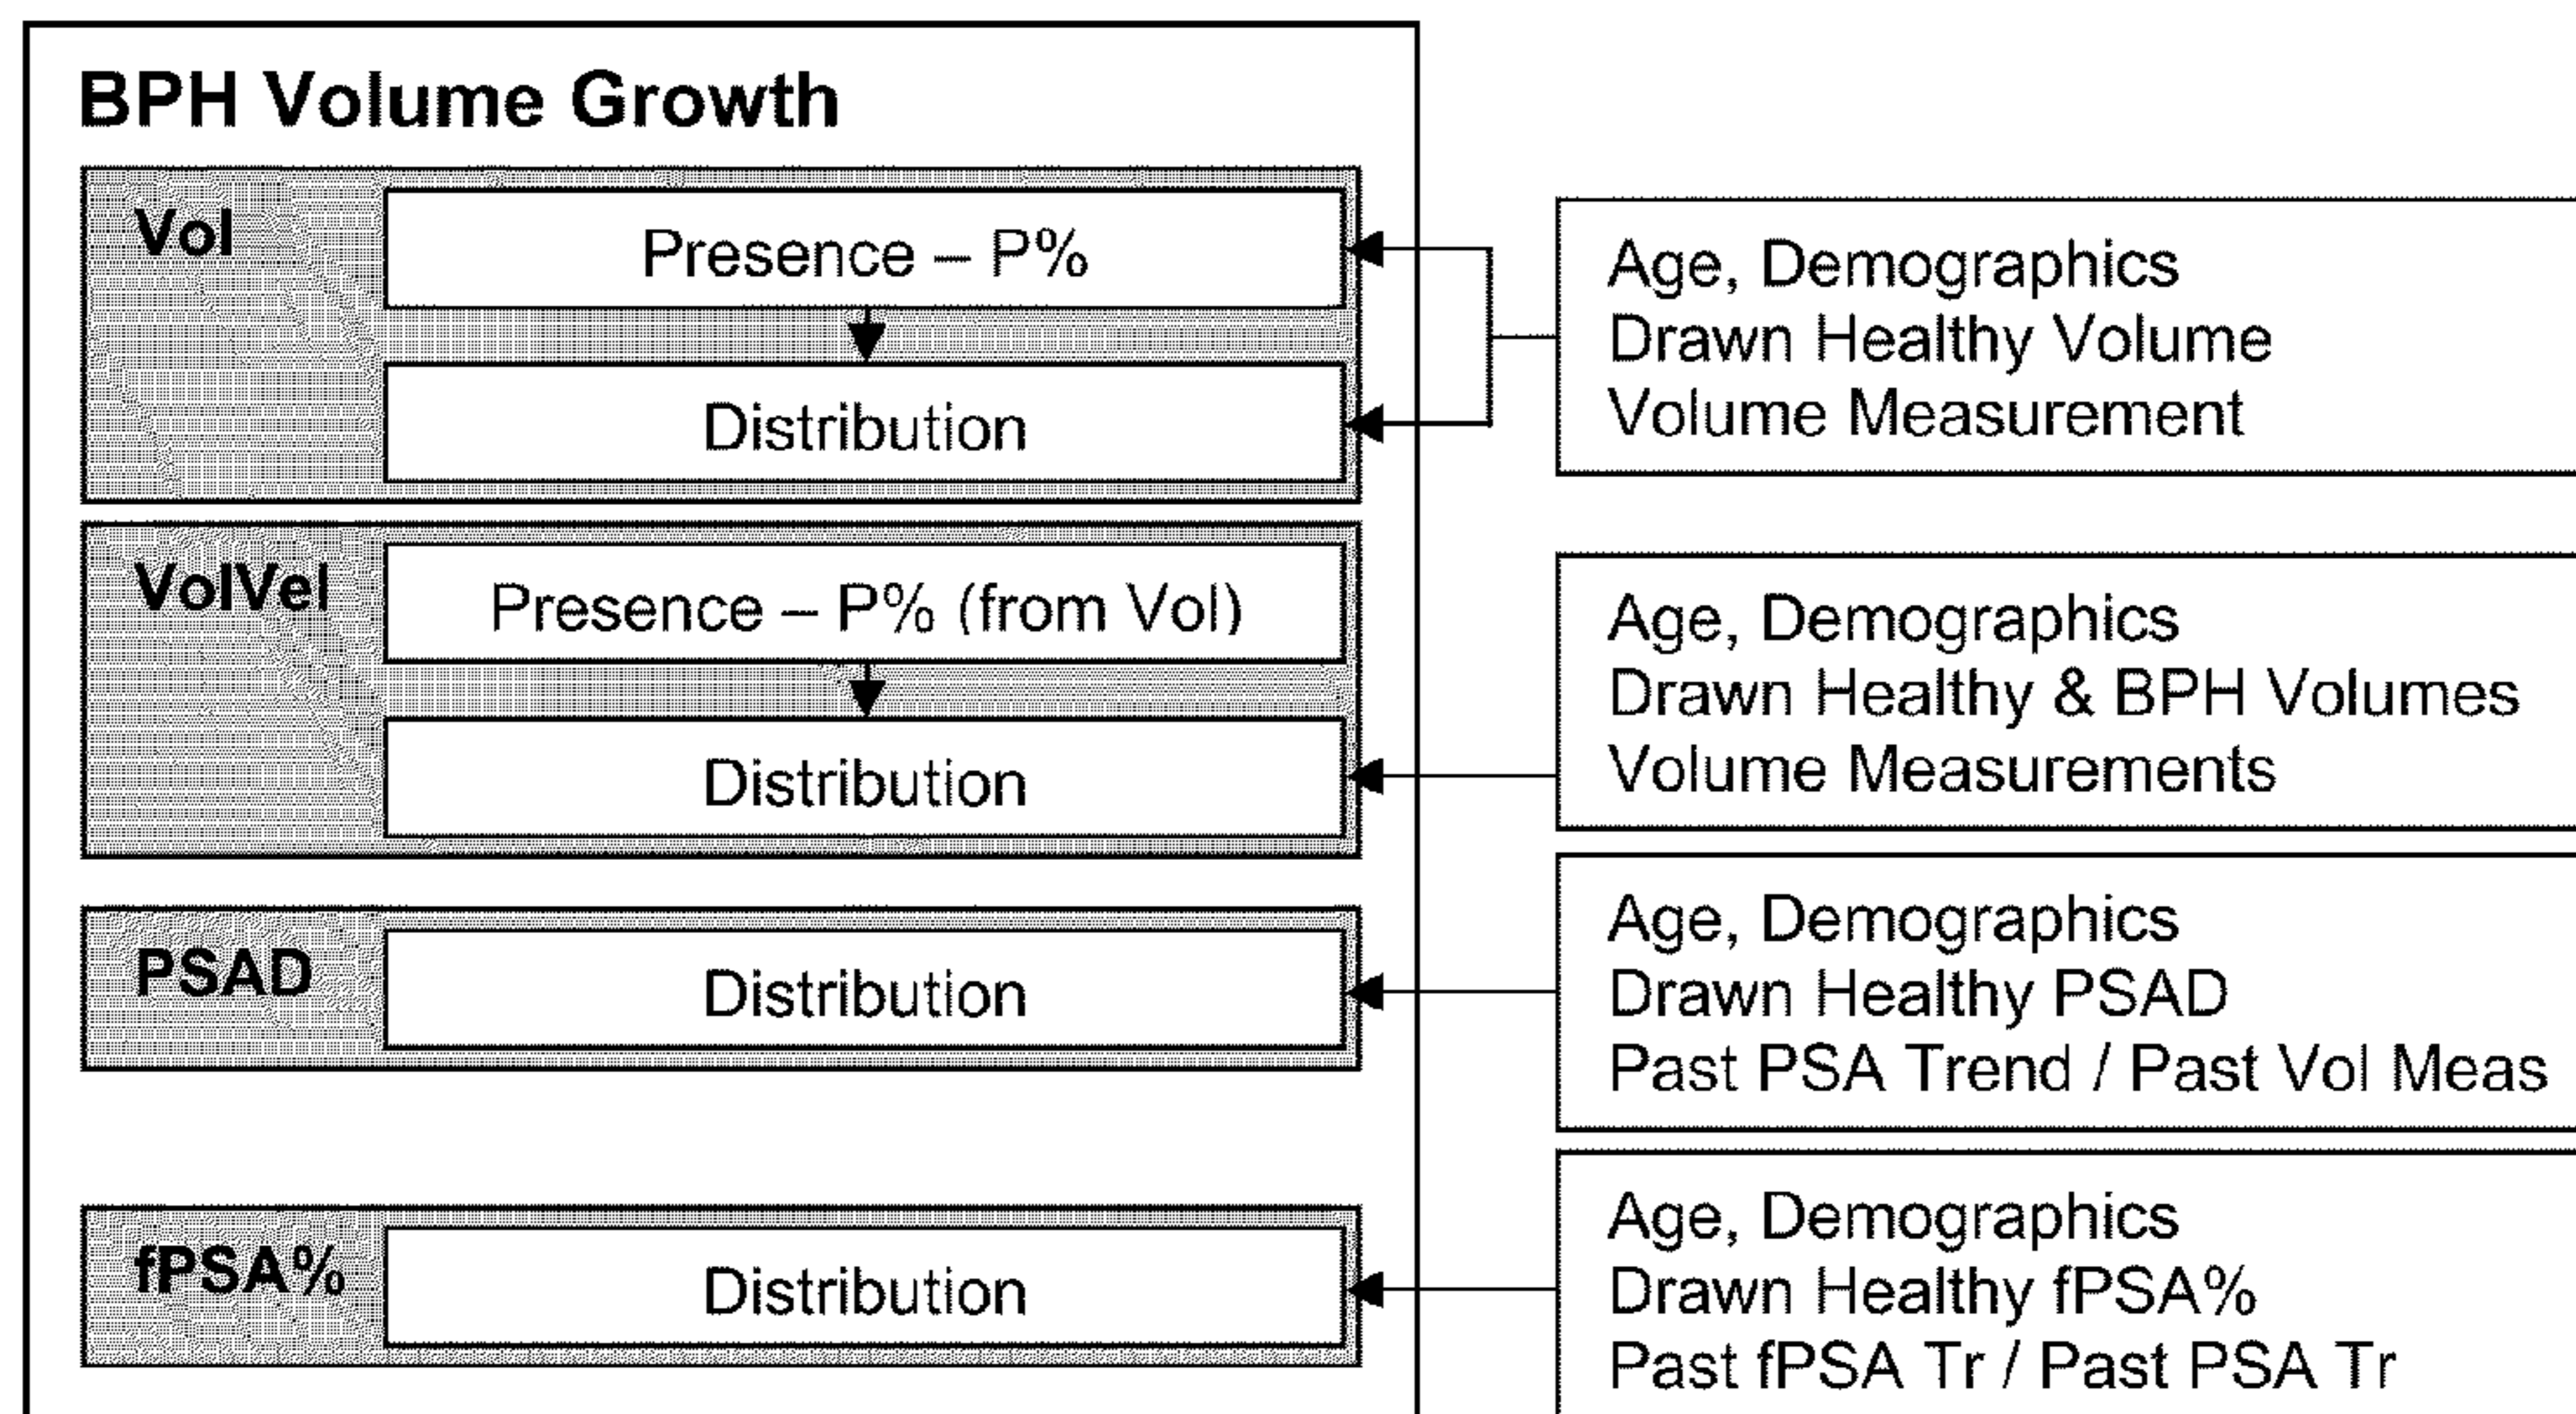 BPH Volume Growth
Vol
Presence – P%
Distribution
Age, Demographics
Drawn Healthy Volume
Volume Measurement
VolVel
Presence – P% (from Vol)
Distribution
Age, Demographics
Drawn Healthy & BPH Volumes
Volume Measurements
PSAD
Distribution
Age, Demographics
Drawn Healthy PSAD
Past PSA Trend / Past Vol Meas
fPSA%
Distribution
Age, Demographics
Drawn Healthy fPSA%
Past fPSA Tr / Past PSA Tr